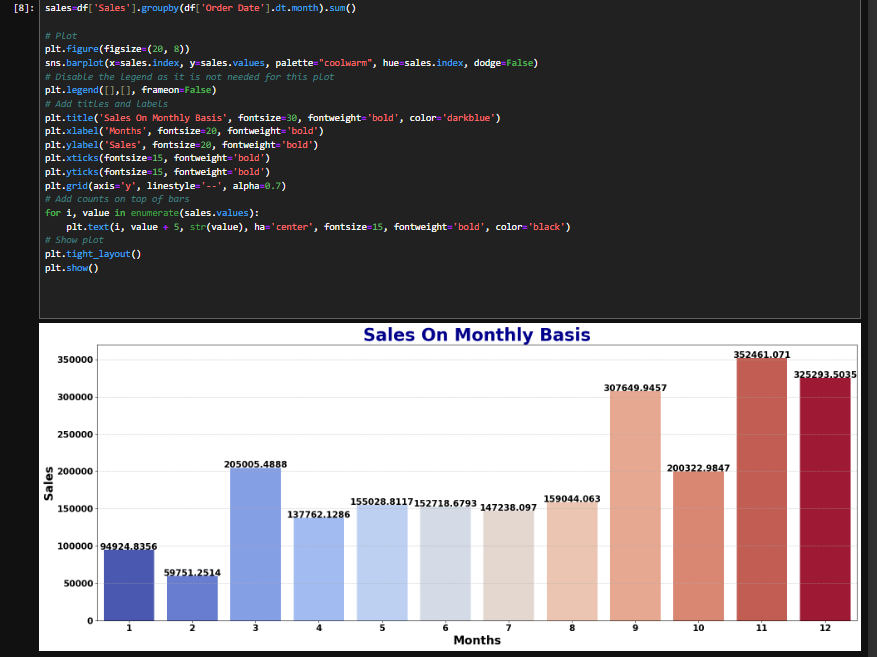 [8]: sales=df['Sales'].groupby(df['Order Date'].dt.month).sum()
# Plot
plt.figure(figsize=(20, 8))
sns.barplot(x=sales.index, y=sales.values, palette="coolwarm", hue=sales.index, dodge=False)
# Disable the legend as it is not needed for this plot
plt.legend([],[], frameon=False)
# Add titles and labels
plt.title('Sales On Monthly Basis', fontsize=30, fontweight='bold', color='darkblue')
plt.xlabel('Months', fontsize=20, fontweight='bold')
plt.ylabel('Sales', fontsize=20, fontweight='bold')
plt.xticks(fontsize=15, fontweight='bold')
plt.yticks(fontsize=15, fontweight='bold')
plt.grid(axis='y', linestyle='--', alpha=0.7)
# Add counts on top of bars
for i, value in enumerate(sales.values):
    plt.text(i, value + 5, str(value), ha='center', fontsize=15, fontweight='bold', color='black')
# Show plot
plt.tight_layout()
plt.show()
Sales On Monthly Basis
Sales
350000
300000
250000
200000
150000
100000
50000
0
94924.8356
59751.2514
205005.4888
137762.1286
155028.8117
152718.6793
147238.097
159044.063
307649.9457
200322.9847
352461.071
325293.5035
1 2 3 4 5 6 7 8 9 10 11 12
Months